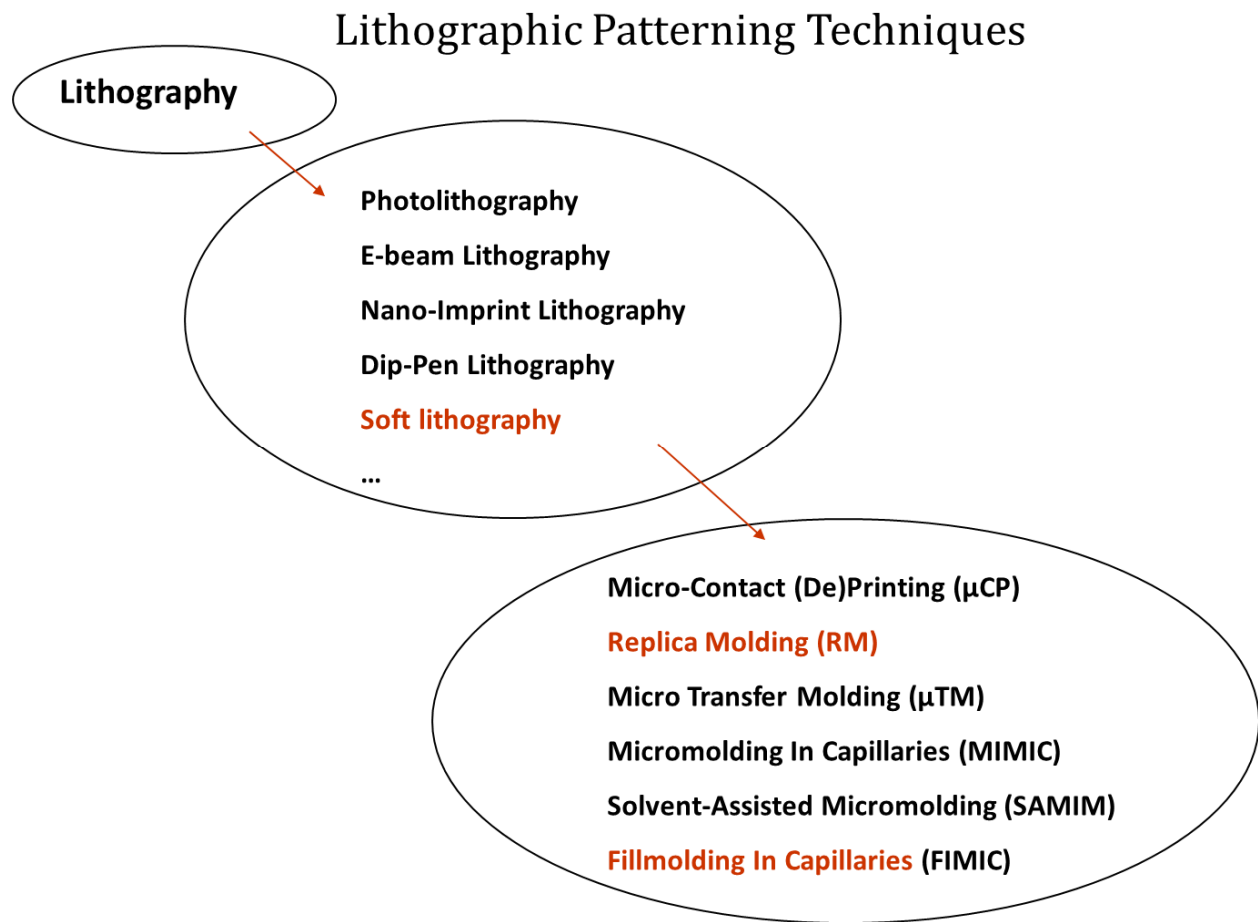 Lithographic Patterning Techniques
Lithography
Photolithography
E-beam Lithography
Nano-Imprint Lithography
Dip-Pen Lithography
Soft lithography
...
Micro-Contact (De)Printing (μCP)
Replica Molding (RM)
Micro Transfer Molding (μTM)
Micromolding In Capillaries (MIMIC)
Solvent-Assisted Micromolding (SAMIM)
Fillmolding In Capillaries (FIMIC)